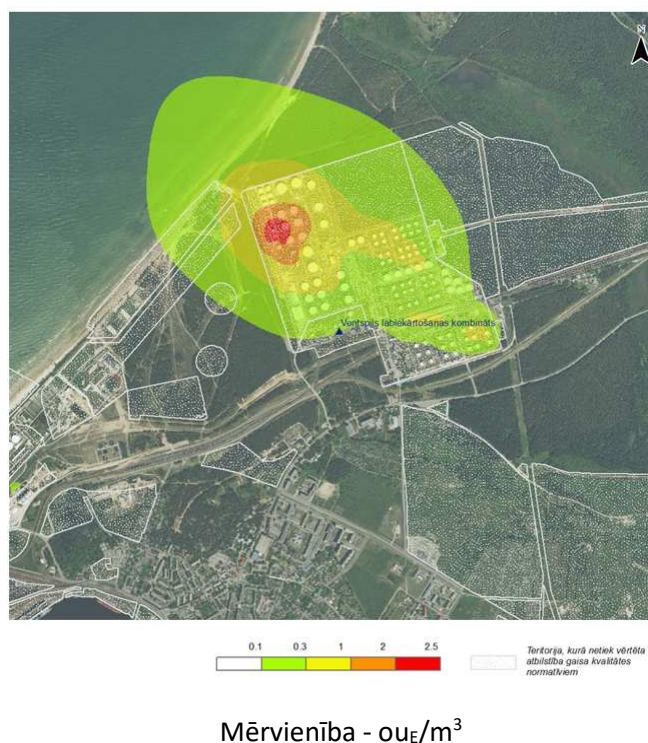 N
Ventspils labiekārtošanas kombināts
0.1 0.3 1 2 2.5
Teritorija, kurā netiek vērtēta
atbilstība gaisa kvalitātes
normatīviem
Mērvienība - ouE/m³